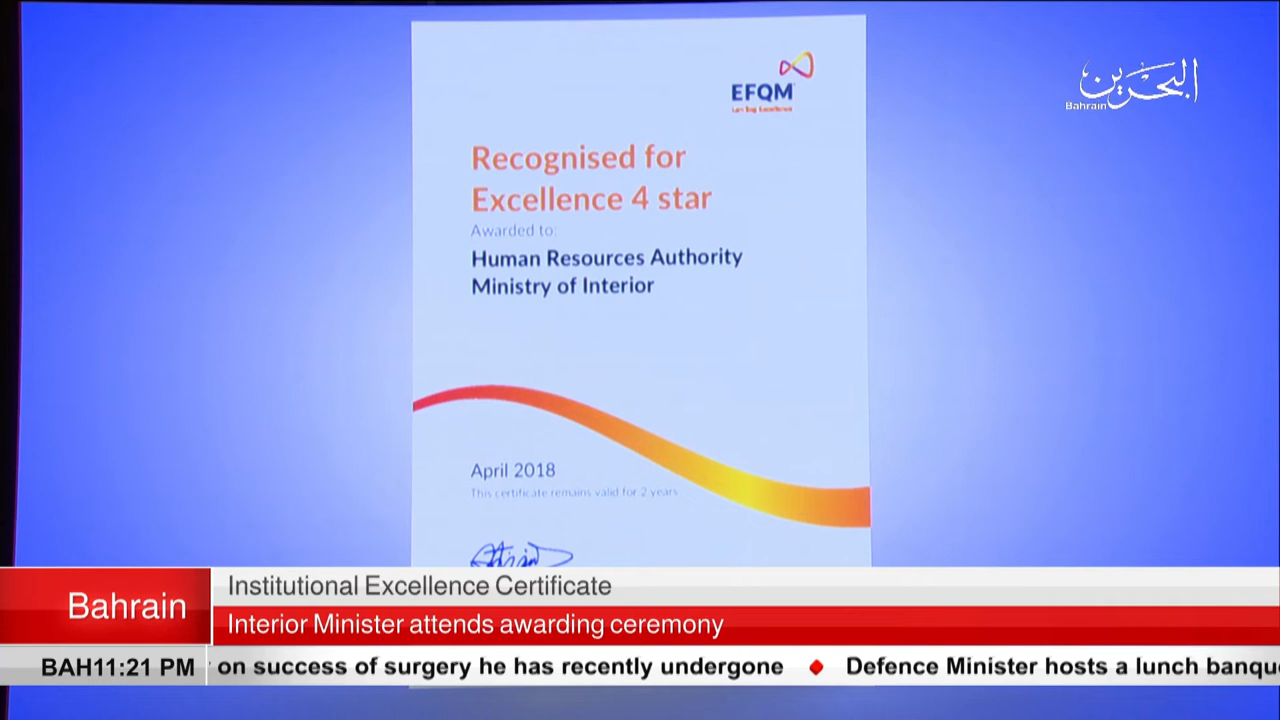 EFQM
البحرين
Bahrain
Recognised for
Excellence 4 star
Awarded to:
Human Resources Authority
Ministry of Interior
April 2018
This certificate remains valid for 2 years
Institutional Excellence Certificate
Bahrain
Interior Minister attends awarding ceremony
BAH11:21 PM on success of surgery he has recently undergone ♦ Defence Minister hosts a lunch